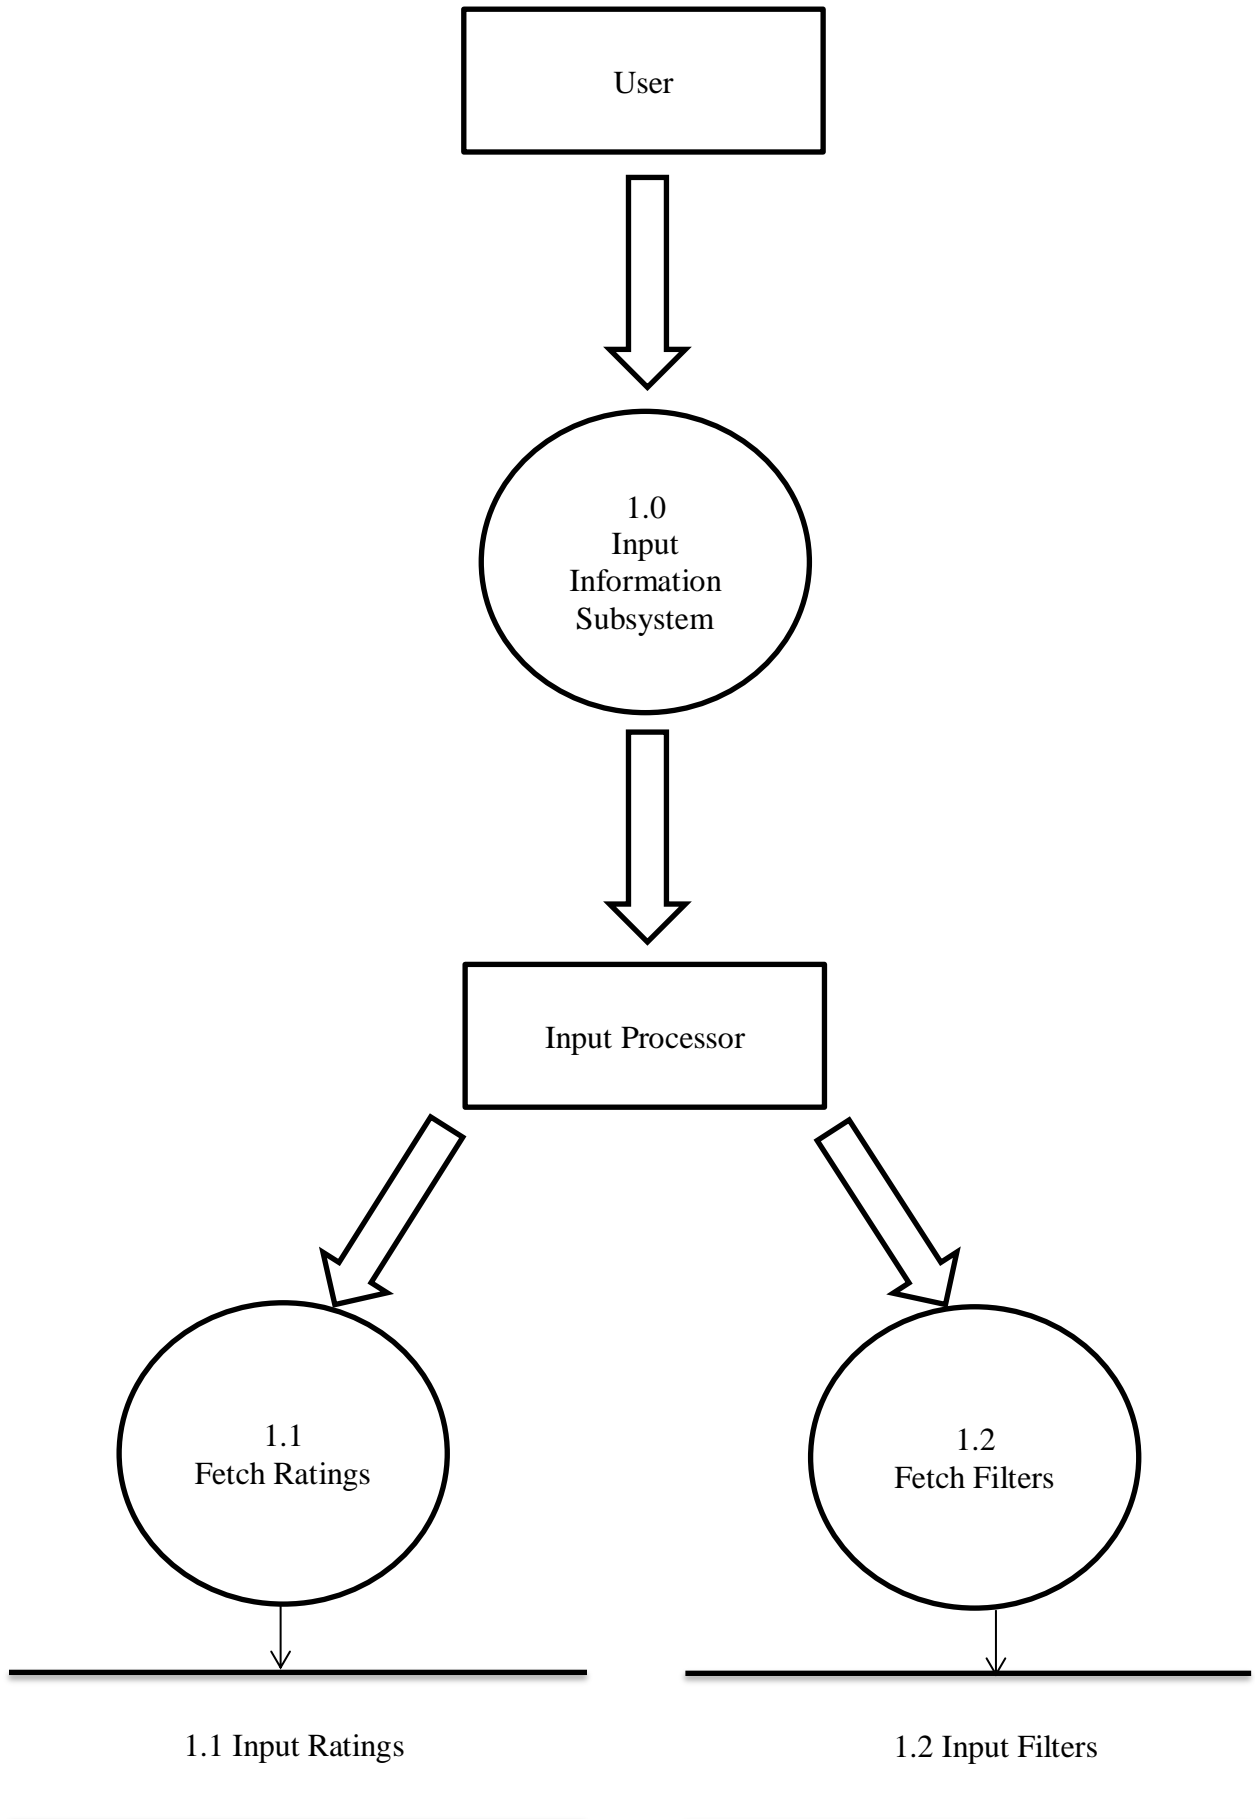 User
1.0
Input
Information
Subsystem
Input Processor
1.1
Fetch Ratings
1.2
Fetch Filters
1.1 Input Ratings
1.2 Input Filters